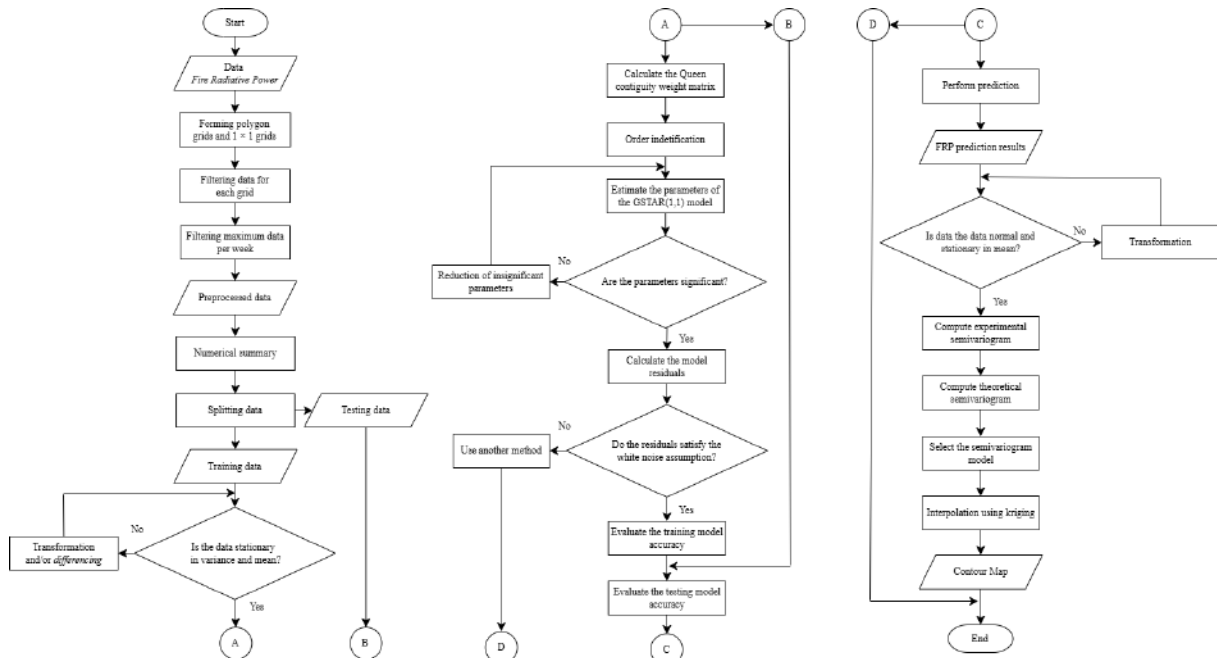 Start
Data
Fire Radiative Power
Forming polygon
grids and 1 × 1 grids
Filtering data for
each grid
Filtering maximum data
per week
Preprocessed data
Numerical summary
Splitting data
Testing data
Training data
No
Transformation
and/or differencing
Is the data stationary
in variance and mean?
Yes
A
B
A
B
Calculate the Queen
contiguity weight matrix
Order indetification
Estimate the parameters of
the GSTAR(1,1) model
No
Reduction of insignificant
parameters
Are the parameters significant?
Yes
Calculate the model
residuals
No
Use another method
Do the residuals satisfy the
white noise assumption?
Yes
Evaluate the training model
accuracy
Evaluate the testing model
accuracy
D
C
D
C
Perform prediction
FRP prediction results
Is data the data normal and
stationary in mean?
No
Transformation
Yes
Compute experimental
semivariogram
Compute theoretical
semivariogram
Select the semivariogram
model
Interpolation using kriging
Contour Map
End